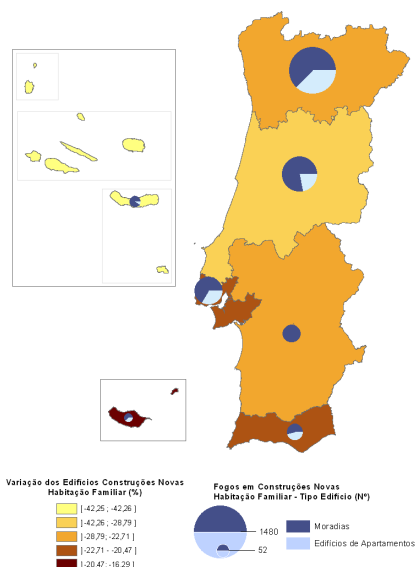 Variação dos Edifícios Construções Novas
Habitação Familiar (%)
[ -42,25 ; -42,26 ]
[ -42,26 - -28,79 ]
[ -28,79; -22,71 ]
[ -22,71 - -20,47 ]
[ -20,47; -16,29 ]
Fogos em Construções Novas
Habitação Familiar - Tipo Edifício (Nº)
1480
52
Moradias
Edifícios de Apartamentos